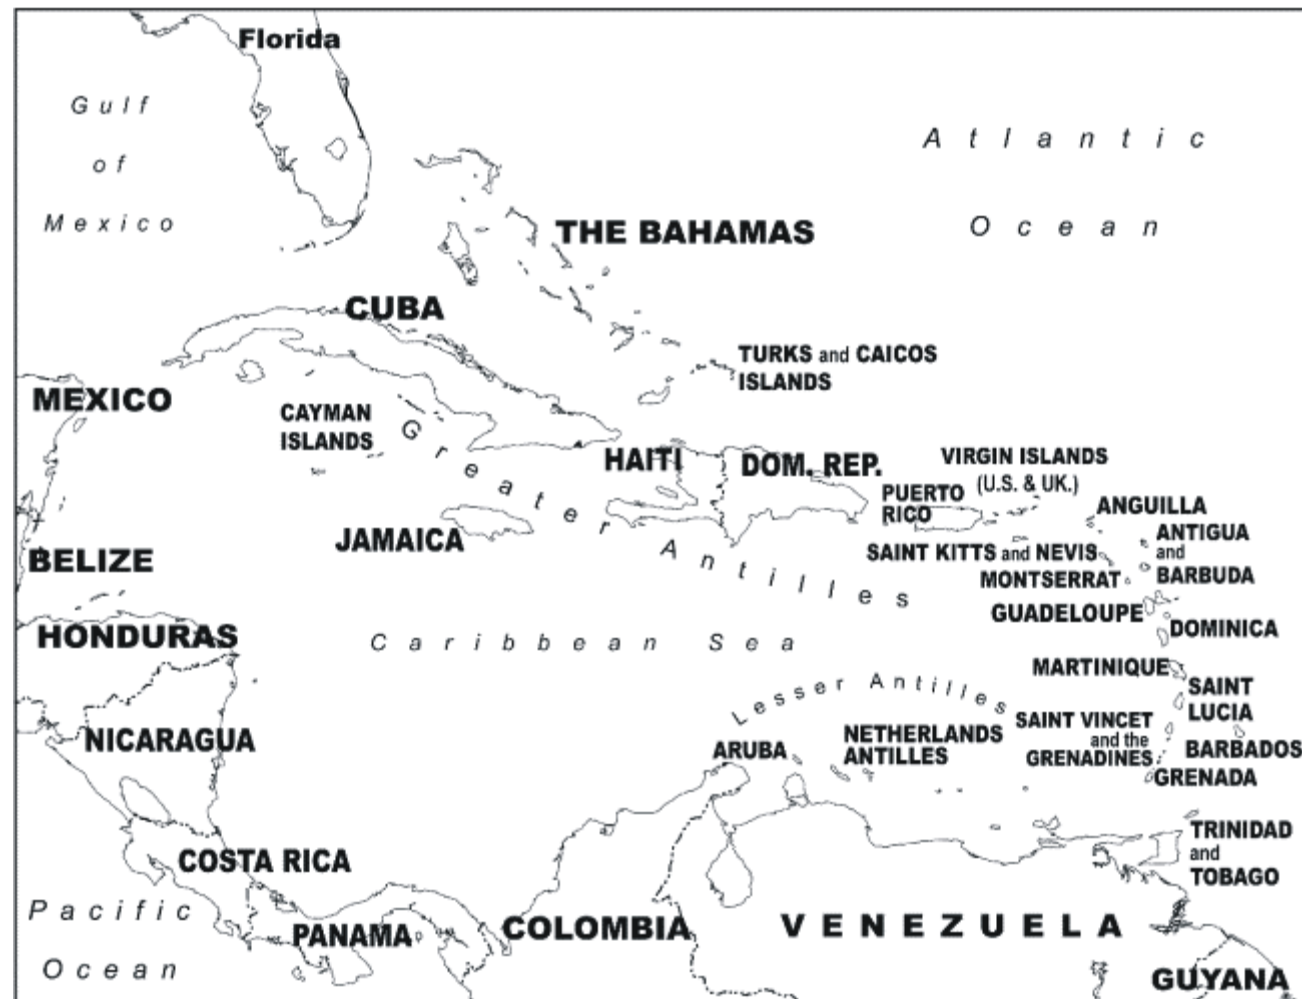 Florida
Gulf
of
Mexico
Atlantic
Ocean
THE BAHAMAS
CUBA
TURKS and CAICOS
ISLANDS
MEXICO
CAYMAN
ISLANDS
Greater Antilles
HAITI
DOM. REP.
VIRGIN ISLANDS
(U.S. & UK.)
PUERTO
RICO
ANGUILLA
JAMAICA
ANTIGUA
and
BARBUDA
SAINT KITTS and NEVIS
BELIZE
MONTSERRAT
GUADELOUPE
DOMINICA
HONDURAS
Caribbean Sea
MARTINIQUE
SAINT
LUCIA
Lesser Antilles
SAINT VINCET
and the
GRENADINES
NETHERLANDS
ANTILLES
NICARAGUA
ARUBA
BARBADOS
GRENADA
TRINIDAD
and
TOBAGO
COSTA RICA
Pacific
Ocean
PANAMA
COLOMBIA
VENEZUELA
GUYANA